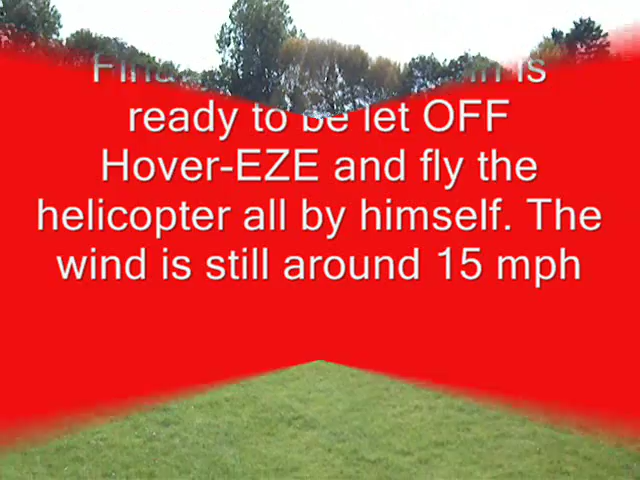 is
ready to be let OFF
Hover-EZE and fly the
helicopter all by himself. The
wind is still around 15 mph